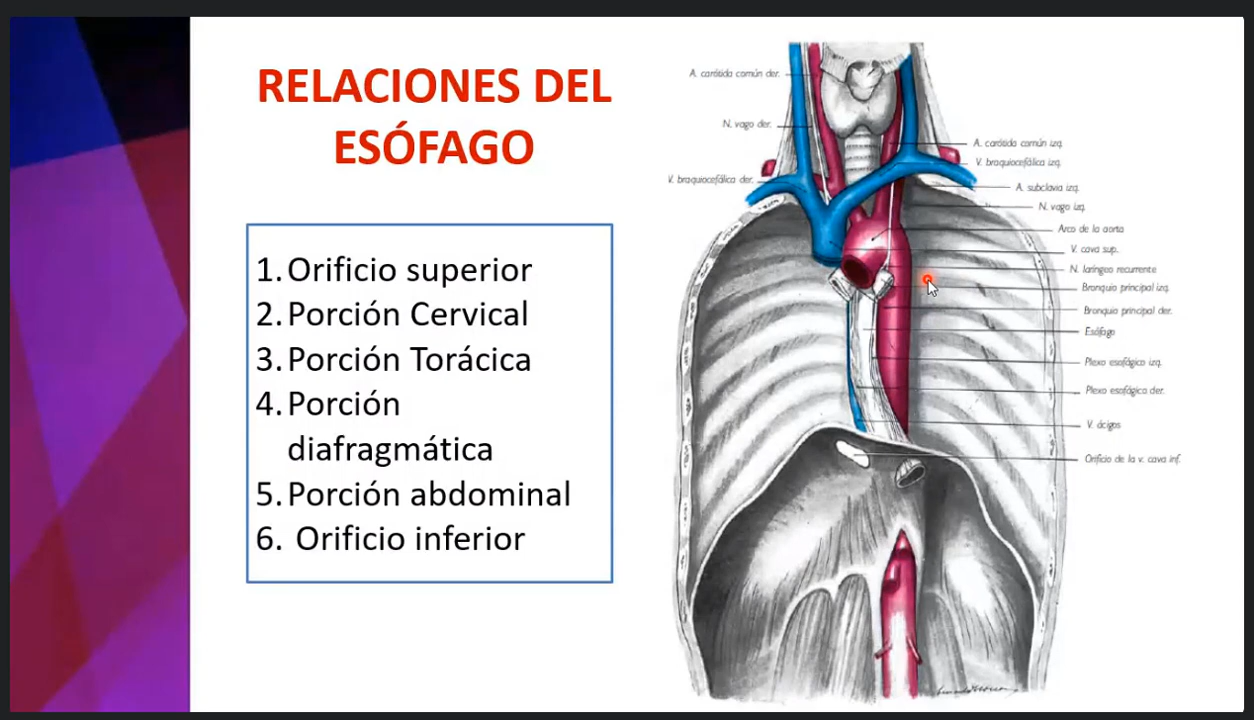 RELACIONES DEL
ESÓFAGO
1. Orificio superior
2. Porción Cervical
3. Porción Torácica
4. Porción
diafragmática
5. Porción abdominal
6. Orificio inferior
A. carótida común der.
N. vago der.
V. braquiocefálica der.
A. carótida común izq.
V. braquiocefálica izq.
A. subclavia izq.
N. vago izq.
Arco de la aorta
V. cava sup.
N. laríngeo recurrente
Bronquio principal izq.
Bronquio principal der.
Esófago
Plexo esofágico izq.
Plexo esofágico der.
V. ácigos
Orificio de la v. cava inf.